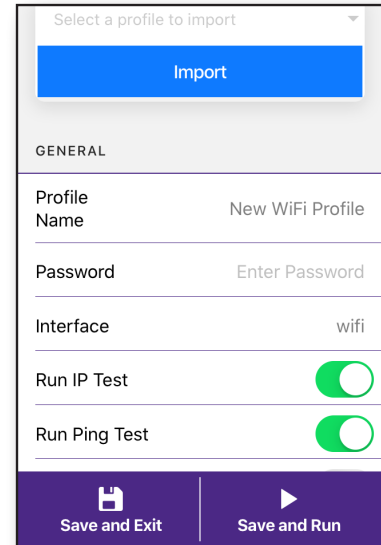 Select a profile to import
Import
GENERAL
Profile
Name
New WiFi Profile
Password
Enter Password
Interface
wifi
Run IP Test
Run Ping Test
Save and Exit
Save and Run